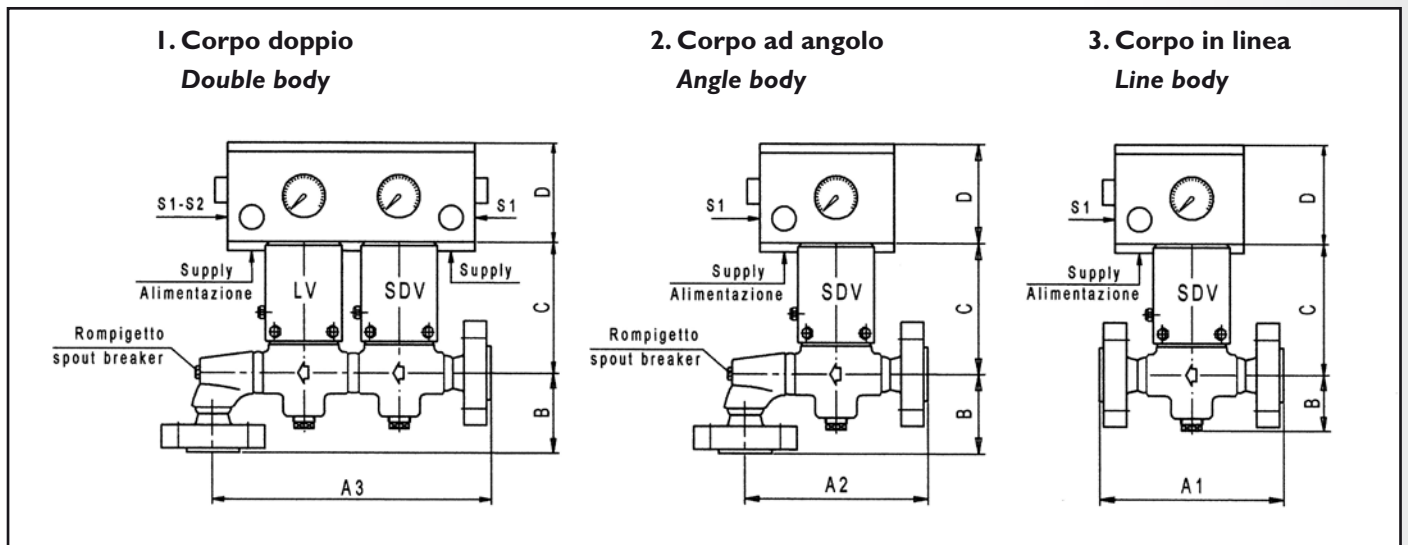 1. Corpo doppio
Double body
S1-S2
S1
D
Supply
Alimentazione
Supply
LV
SDV
C
Rompigetto
spout breaker
B
A3
2. Corpo ad angolo
Angle body
S1
D
Supply
Alimentazione
SDV
C
Rompigetto
spout breaker
B
A2
3. Corpo in linea
Line body
S1
D
Supply
Alimentazione
SDV
C
B
A1